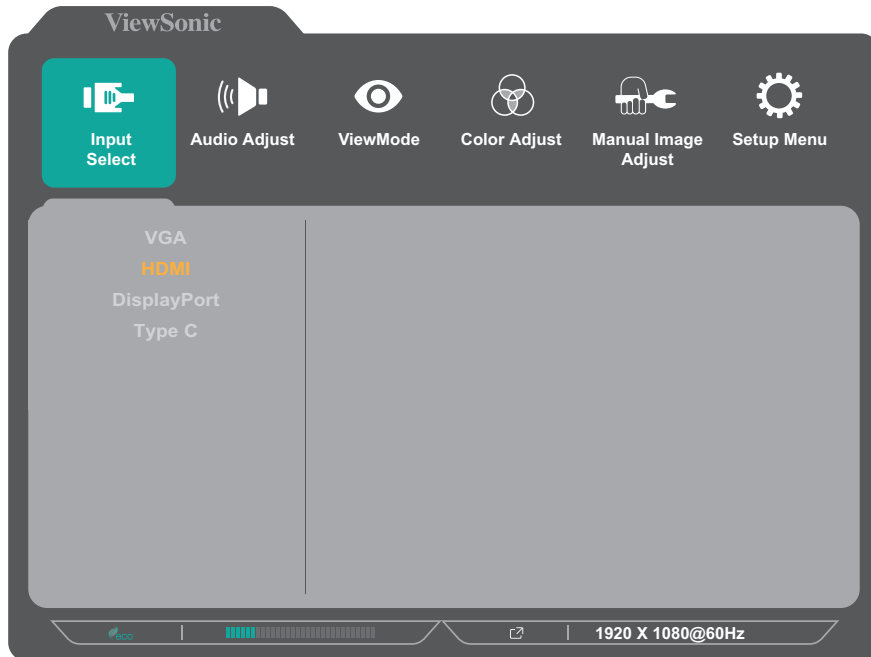 ViewSonic
Input
Select
Audio Adjust
ViewMode
Color Adjust
Manual Image
Adjust
Setup Menu
VGA
HDMI
DisplayPort
Type C
eco
1920 X 1080@60Hz